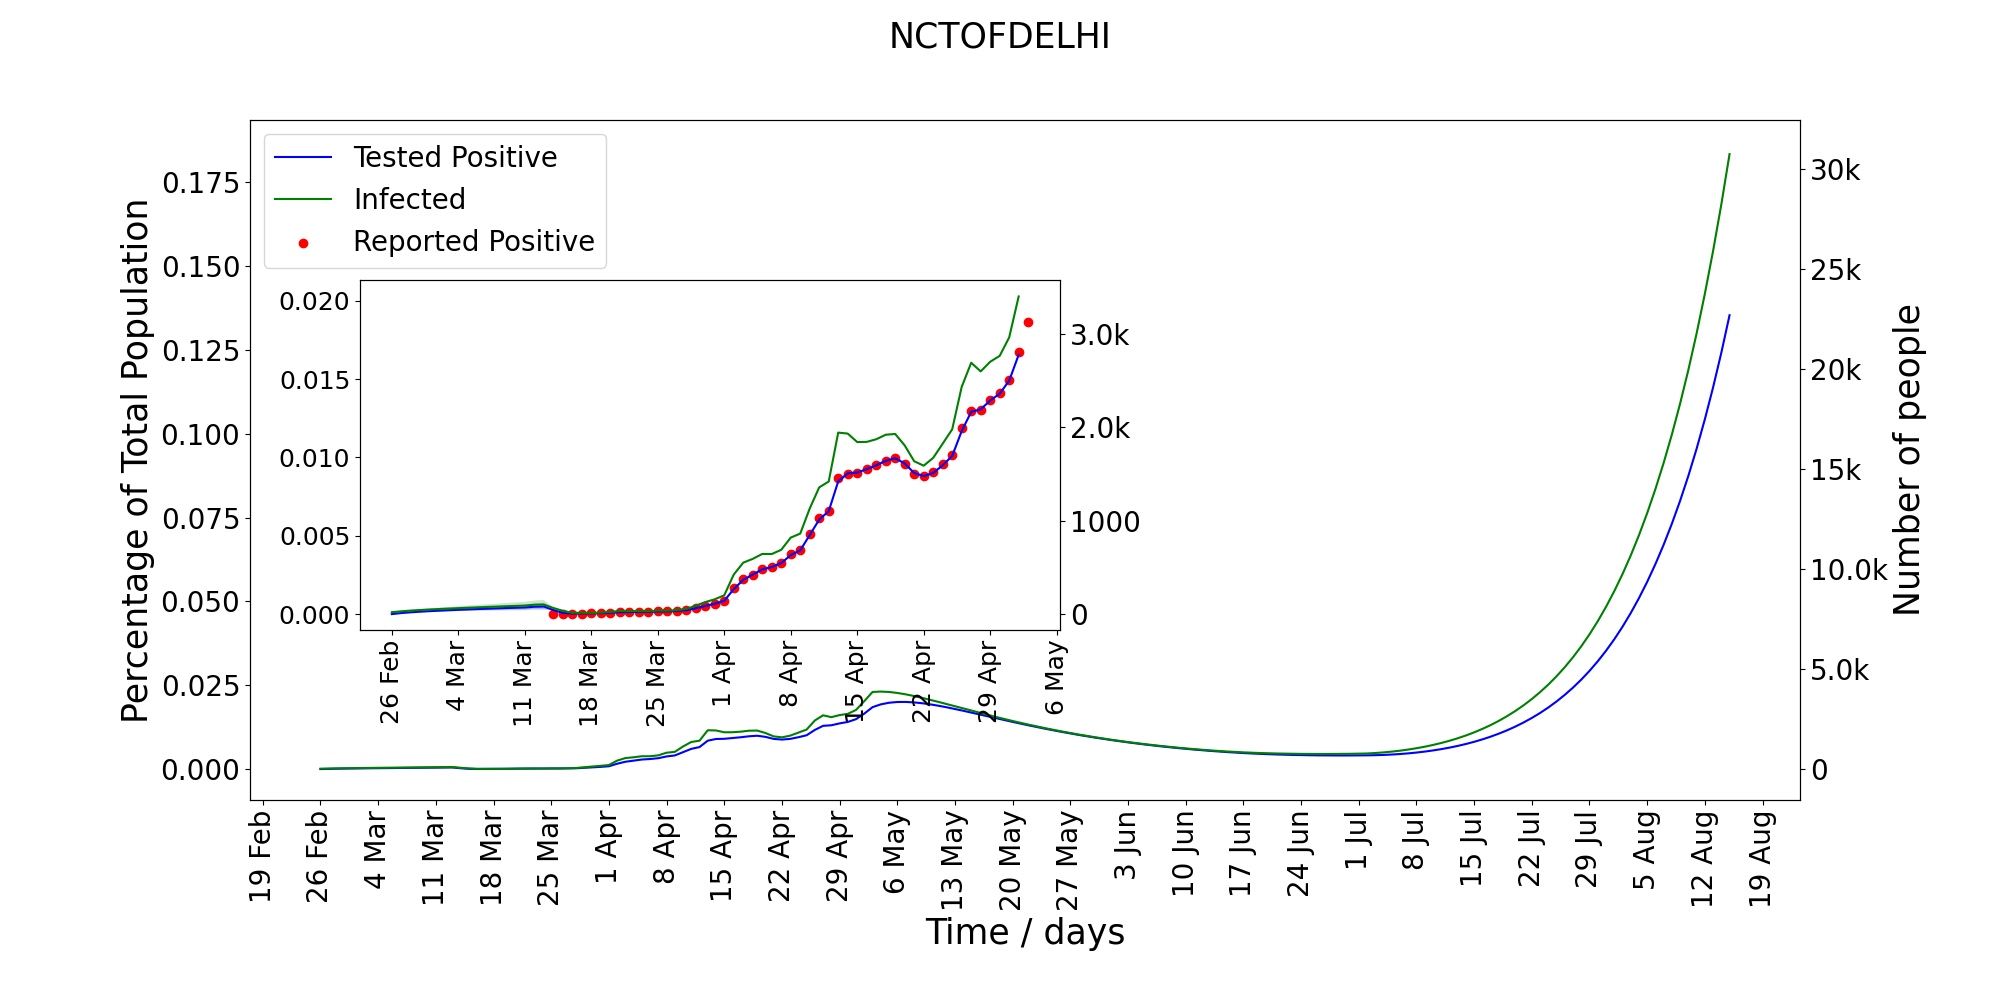 NCTOFDELHI
Tested Positive
Infected
Reported Positive
Percentage of Total Population
0.175
0.150
0.125
0.100
0.075
0.050
0.025
0.000
30k
25k
20k
15k
10.0k
5.0k
0
Number of people
0.020
0.015
0.010
0.005
0.000
3.0k
2.0k
1000
0
26 Feb
4 Mar
11 Mar
18 Mar
25 Mar
1 Apr
8 Apr
15 Apr
22 Apr
29 Apr
6 May
19 Feb
26 Feb
4 Mar
11 Mar
18 Mar
25 Mar
1 Apr
8 Apr
15 Apr
22 Apr
29 Apr
6 May
13 May
20 May
27 May
3 Jun
10 Jun
17 Jun
24 Jun
1 Jul
8 Jul
15 Jul
22 Jul
29 Jul
5 Aug
12 Aug
19 Aug
Time / days